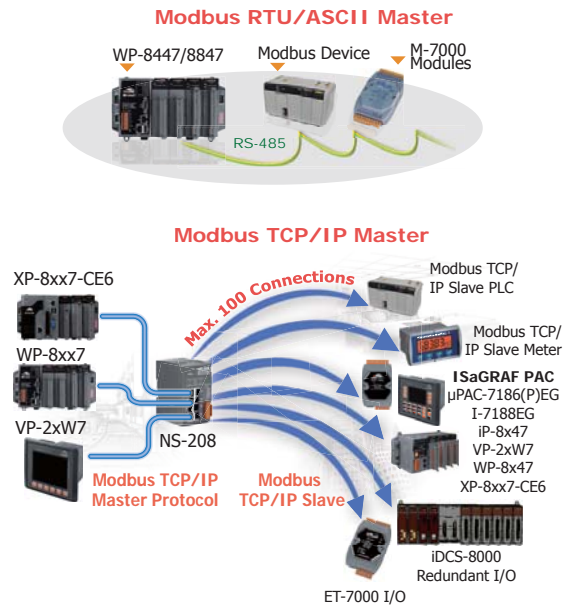 Modbus RTU/ASCII Master
WP-8447/8847
Modbus Device
M-7000
Modules
RS-485
Modbus TCP/IP Master
XP-8xx7-CE6
WP-8xx7
VP-2xW7
Max. 100 Connections
NS-208
Modbus TCP/IP
Master Protocol
Modbus
TCP/IP Slave
Modbus TCP/
IP Slave PLC
Modbus TCP/
IP Slave Meter
ISaGRAF PAC
µPAC-7186(P)EG
I-7188EG
iP-8x47
VP-2xW7
WP-8x47
XP-8xx7-CE6
iDCS-8000
Redundant I/O
ET-7000 I/O